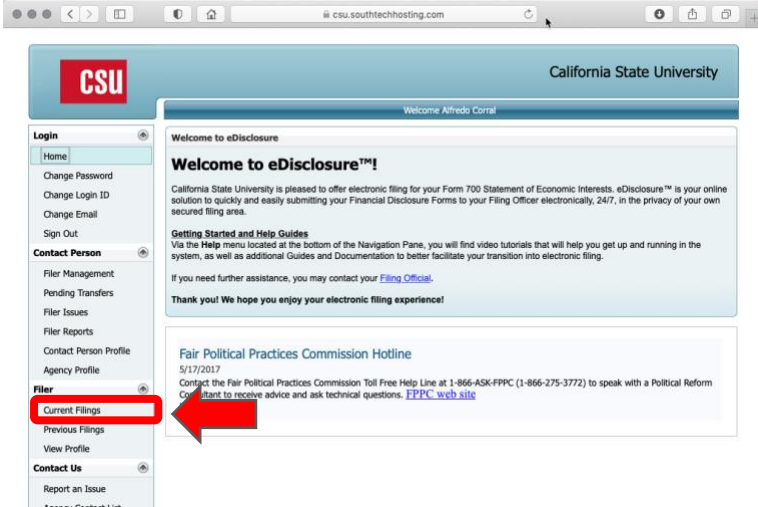 csu.southtechhosting.com
CSU
California State University
Welcome Alfredo Corral
Login
Home
Change Password
Change Login ID
Change Email
Sign Out
Contact Person
Filer Management
Pending Transfers
Filer Issues
Filer Reports
Contact Person Profile
Agency Profile
Filer
Current Filings
Previous Filings
View Profile
Contact Us
Report an Issue
Agency Contact List
Welcome to eDisclosure
Welcome to eDisclosure™!
California State University is pleased to offer electronic filing for your Form 700 Statement of Economic Interests. eDisclosure™ is your online
solution to quickly and easily submitting your Financial Disclosure Forms to your Filing Officer electronically, 24/7, in the privacy of your own
secured filing area.
Getting Started and Help Guides
Via the Help menu located at the bottom of the Navigation Pane, you will find video tutorials that will help you get up and running in the
system, as well as additional Guides and Documentation to better facilitate your transition into electronic filing.
If you need further assistance, you may contact your Filing Official.
Thank you! We hope you enjoy your electronic filing experience!
Fair Political Practices Commission Hotline
5/17/2017
Contact the Fair Political Practices Commission Toll Free Help Line at 1-866-ASK-FPPC (1-866-275-3772) to speak with a Political Reform
Consultant to receive advice and ask technical questions. FPPC web site